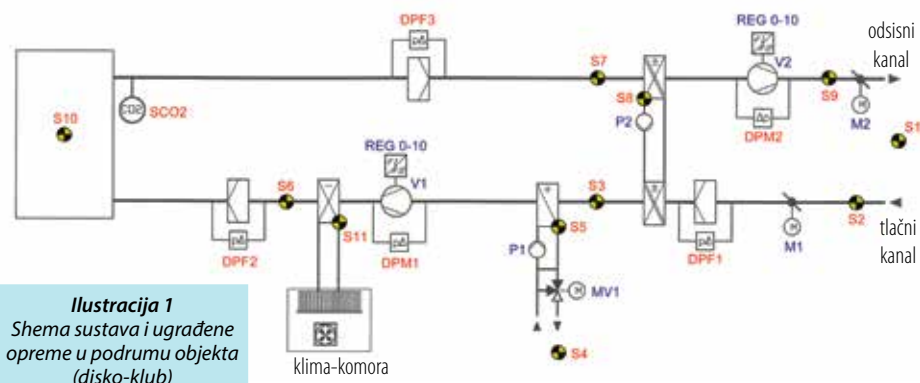 DPF3
REG 0-10
odsisni
kanal
V2
S7
S8
S9
SCO2
CO2
S10
P2
DPM2
M2
S1
REG 0-10
S6
V1
S3
S2
S11
S5
P1
M1
tlačni
kanal
DPF2
DPM1
DPF1
MV1
S4
klima-komora
Ilustracija 1
Shema sustava i ugrađene
opreme u podrumu objekta
(disko-klub)